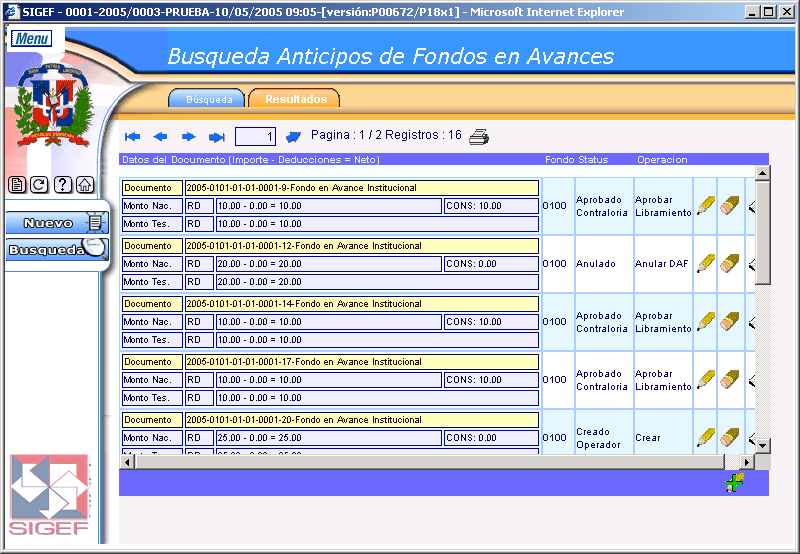 SIGEF - 0001-2005/0003-PRUEBA-10/05/2005 09:05-[versión:P00672/P18x1] - Microsoft Internet Explorer
Menu
Busqueda Anticipos de Fondos en Avances
Búsqueda Resultados
1 Pagina : 1 / 2 Registros : 16
Datos del Documento (Importe - Deducciones = Neto) Fondo Status Operacion
Documento 2005-0101-01-01-0001-9-Fondo en Avance Institucional
Monto Nac. RD 10.00 - 0.00 = 10.00 CONS: 10.00
Monto Tes. RD 10.00 - 0.00 = 10.00
0100 Aprobado Contraloria Aprobar Libramiento
Documento 2005-0101-01-01-0001-12-Fondo en Avance Institucional
Monto Nac. RD 20.00 - 0.00 = 20.00 CONS: 0.00
Monto Tes. RD 20.00 - 0.00 = 20.00
0100 Anulado Anular DAF
Documento 2005-0101-01-01-0001-14-Fondo en Avance Institucional
Monto Nac. RD 10.00 - 0.00 = 10.00 CONS: 10.00
Monto Tes. RD 10.00 - 0.00 = 10.00
0100 Aprobado Contraloria Aprobar Libramiento
Documento 2005-0101-01-01-0001-17-Fondo en Avance Institucional
Monto Nac. RD 10.00 - 0.00 = 10.00 CONS: 10.00
Monto Tes. RD 10.00 - 0.00 = 10.00
0100 Aprobado Contraloria Aprobar Libramiento
Documento 2005-0101-01-01-0001-20-Fondo en Avance Institucional
Monto Nac. RD 25.00 - 0.00 = 25.00 CONS: 0.00
0100 Creado Operador Crear
Nuevo
Busqueda
SIGEF